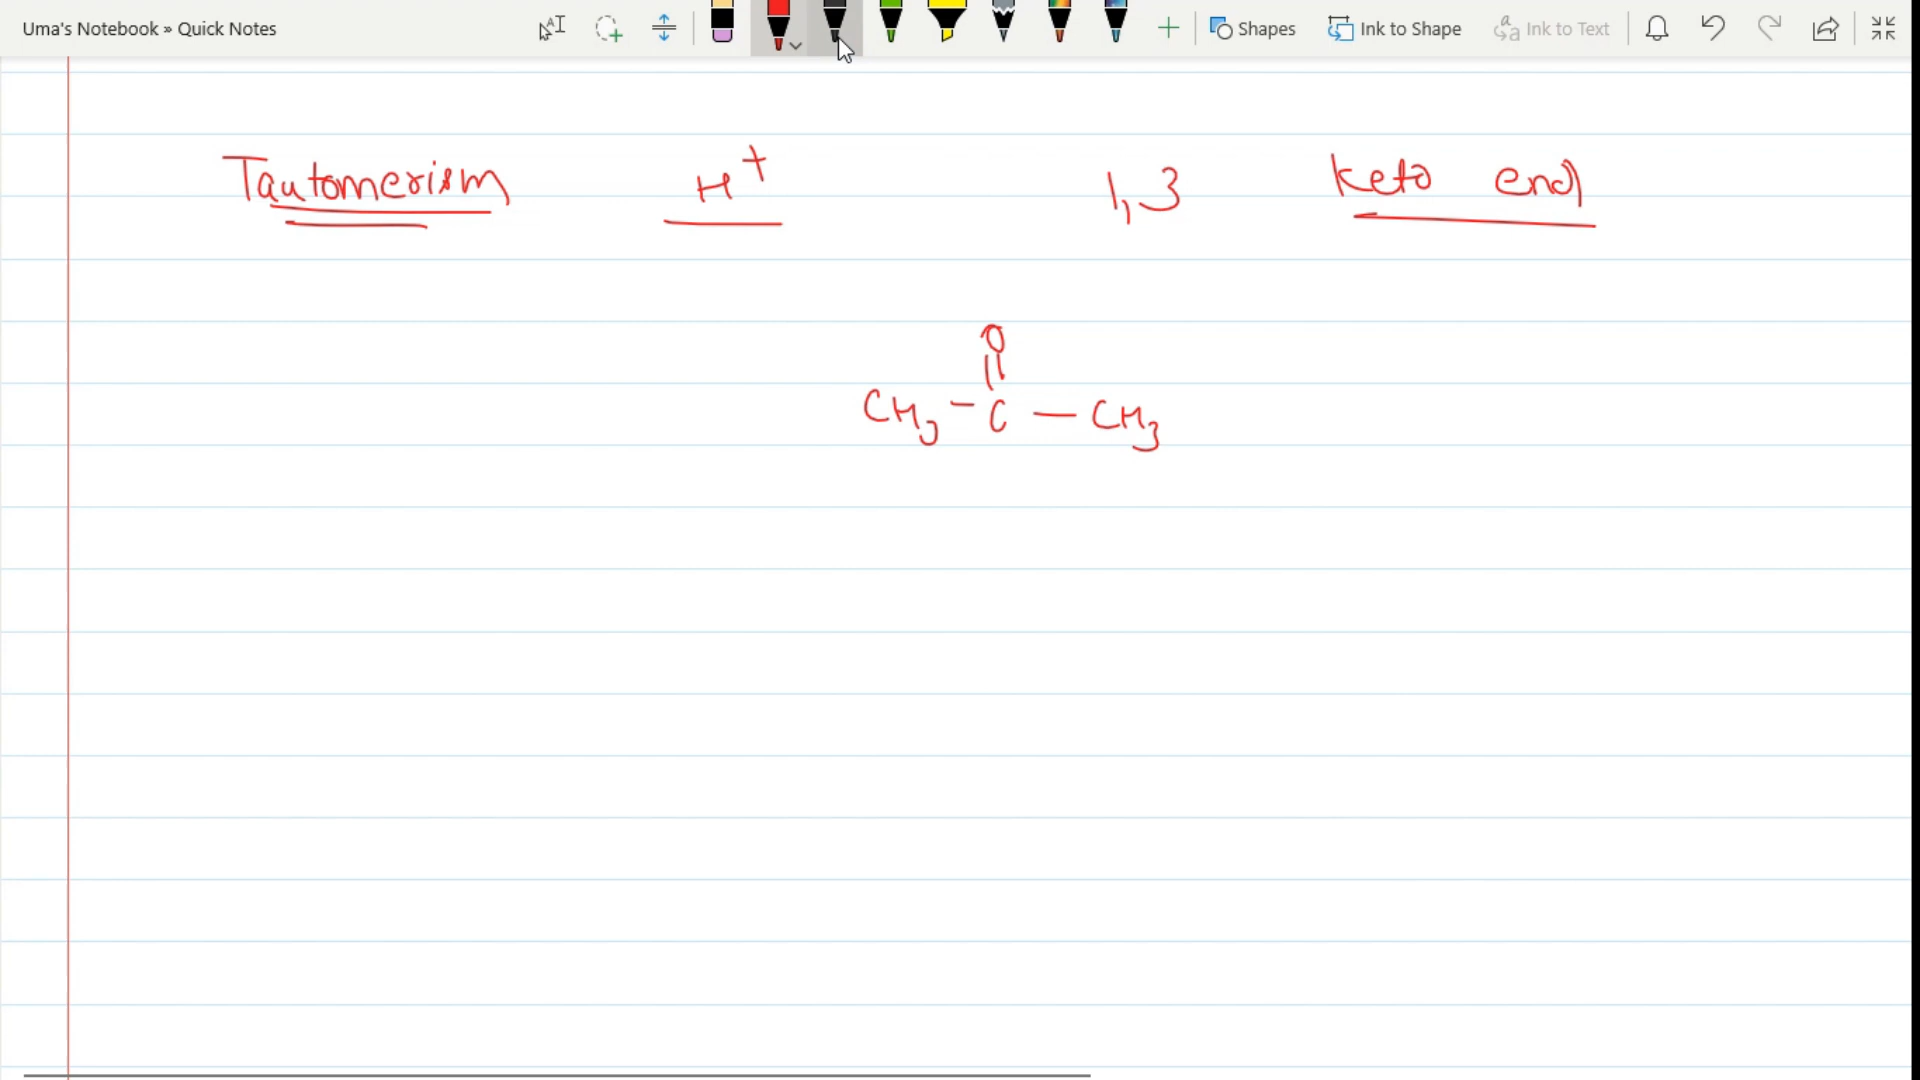 Uma's Notebook » Quick Notes Shapes Ink to Shape Ink to Text
Tautomerism H+ 1,3 Keto enol
O
||
CH3 - C - CH3